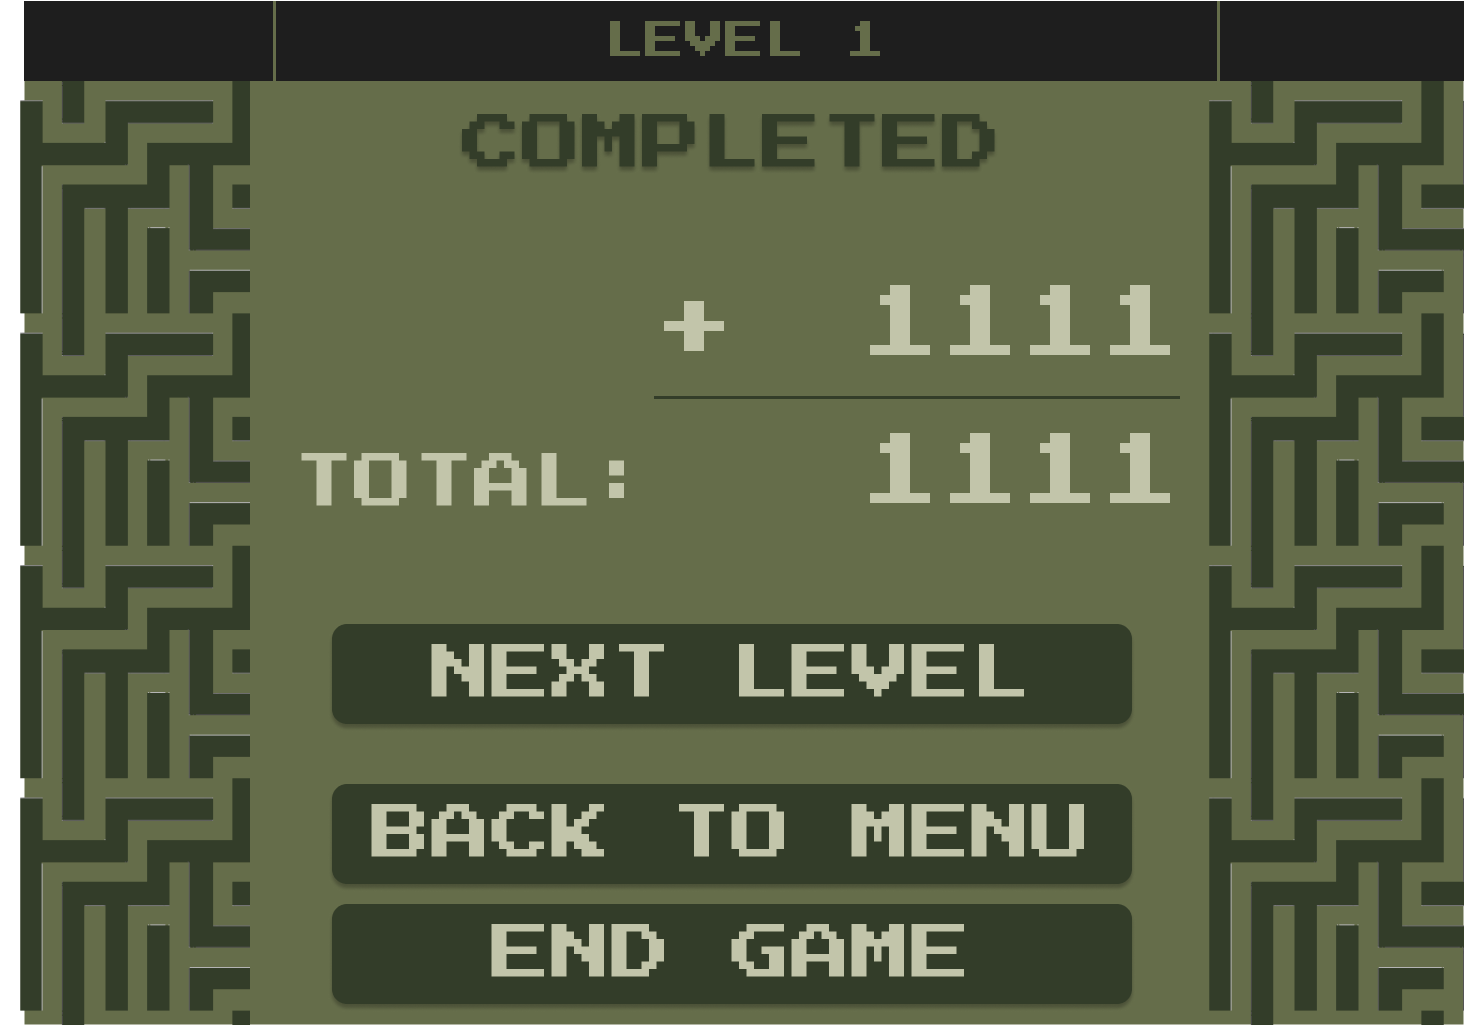 LEVEL 1
COMPLETED
+ 1111
TOTAL: 1111
NEXT LEVEL
BACK TO MENU
END GAME